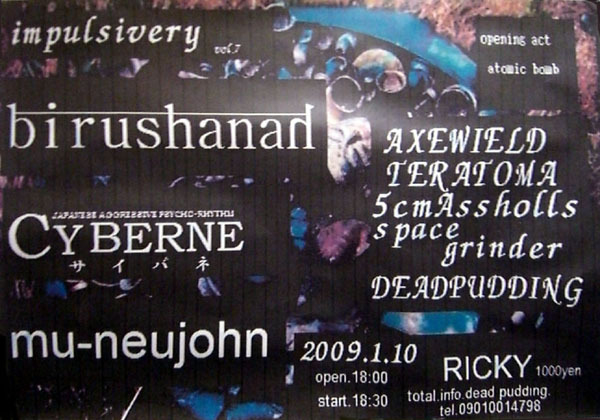 impulsivery
vol.7
opening act
atomic bomb
birushanad
AXEWIELD
TERATOMA
5cmAssholls
space
grinder
DEADPUDDING
JAPANESE AGGRESSIVE PSYCHO-RHYTHM
CYBERNE
サイバネ
mu-neujohn
2009.1.10
open.18:00
start.18:30
RICKY 1000yen
total.info.dead pudding.
tel.09010014798